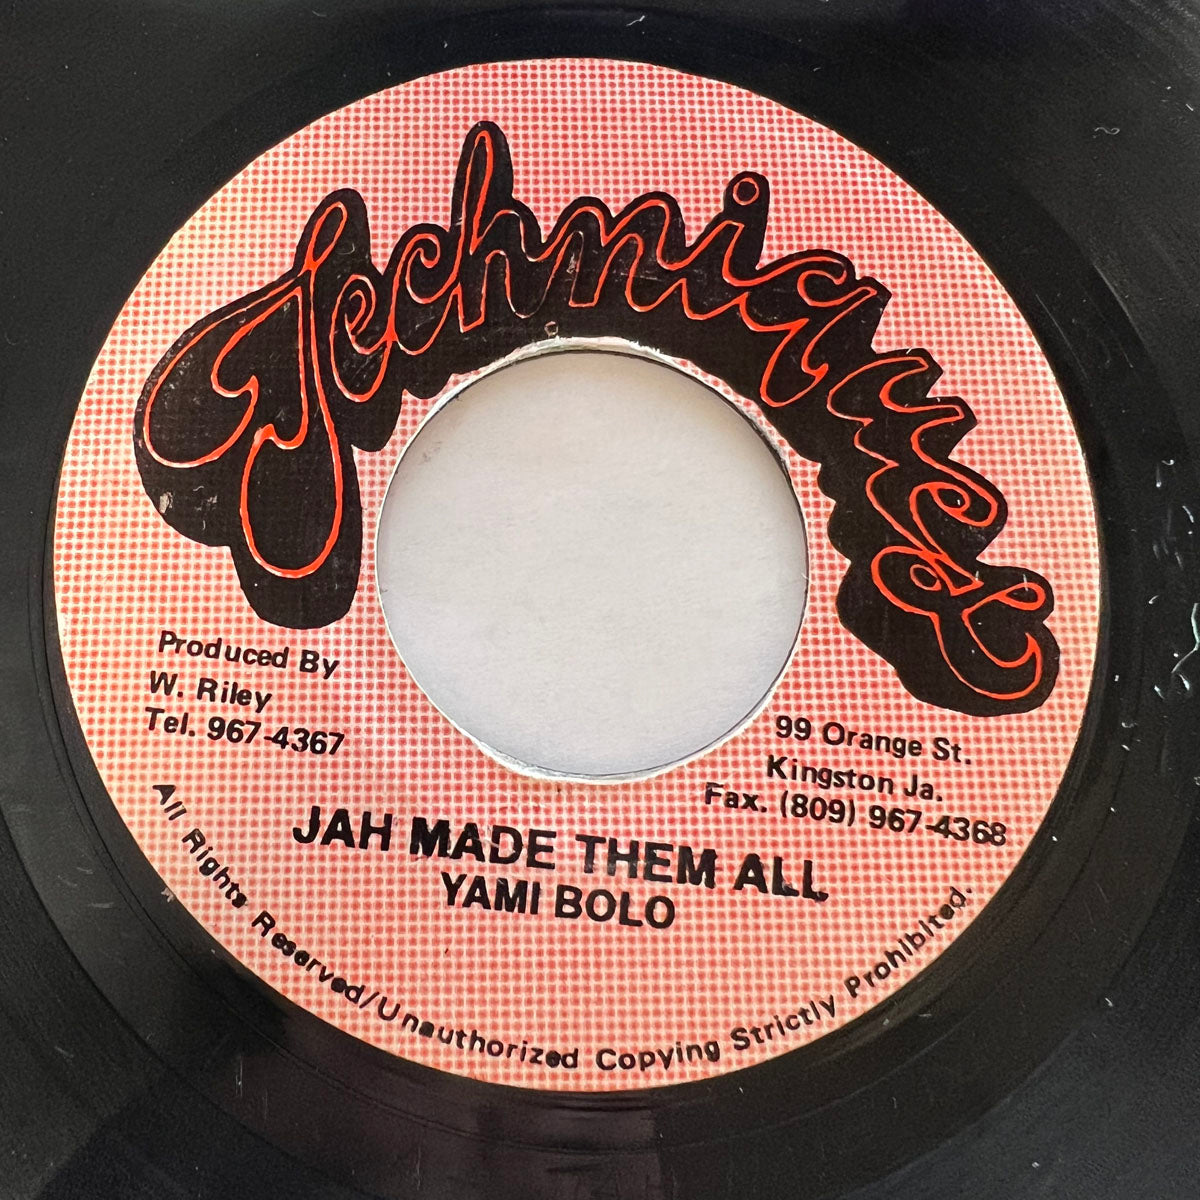 Techniques
Produced By
W. Riley
Tel. 967-4367
99 Orange St.
Kingston Ja.
Fax. (809) 967-4368
JAH MADE THEM ALL
YAMI BOLO
All Rights Reserved/Unauthorized Copying Strictly Prohibited.